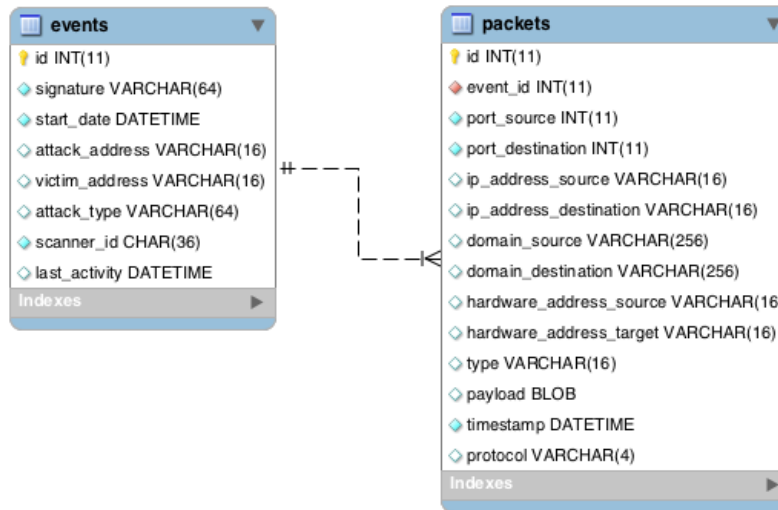 events
id INT(11)
signature VARCHAR(64)
start_date DATETIME
attack_address VARCHAR(16)
victim_address VARCHAR(16)
attack_type VARCHAR(64)
scanner_id CHAR(36)
last_activity DATETIME
Indexes
packets
id INT(11)
event_id INT(11)
port_source INT(11)
port_destination INT(11)
ip_address_source VARCHAR(16)
ip_address_destination VARCHAR(16)
domain_source VARCHAR(256)
domain_destination VARCHAR(256)
hardware_address_source VARCHAR(16
hardware_address_target VARCHAR(16)
type VARCHAR(16)
payload BLOB
timestamp DATETIME
protocol VARCHAR(4)
Indexes